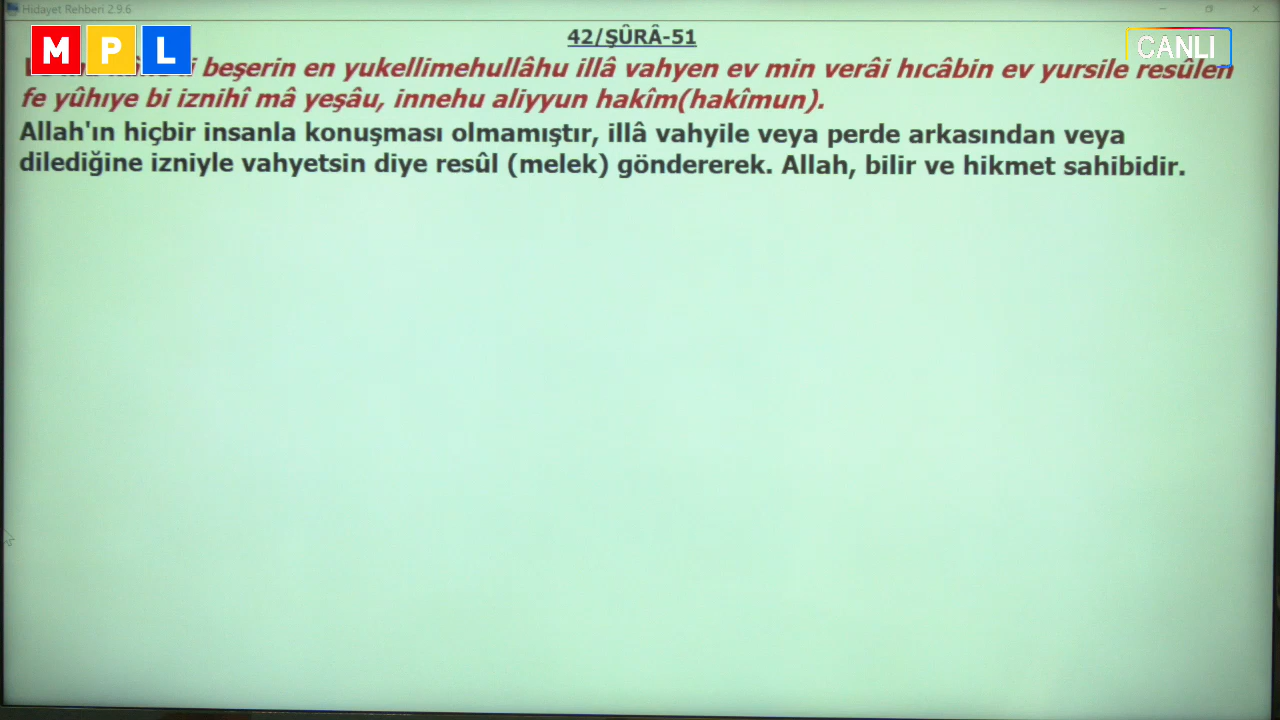 Hidayet Rehberi 2.9.6
MPL
CANLI
42/ŞÛRÂ-51
beşerin en yukellimehullâhu illâ vahyen ev min verâi hıcâbin ev yursile resûlen
fe yûhıye bi iznihî mâ yeşâu, innehu aliyyun hakîm(hakîmun).
Allah'ın hiçbir insanla konuşması olmamıştır, illâ vahyile veya perde arkasından veya
dilediğine izniyle vahyetsin diye resûl (melek) göndererek. Allah, bilir ve hikmet sahibidir.